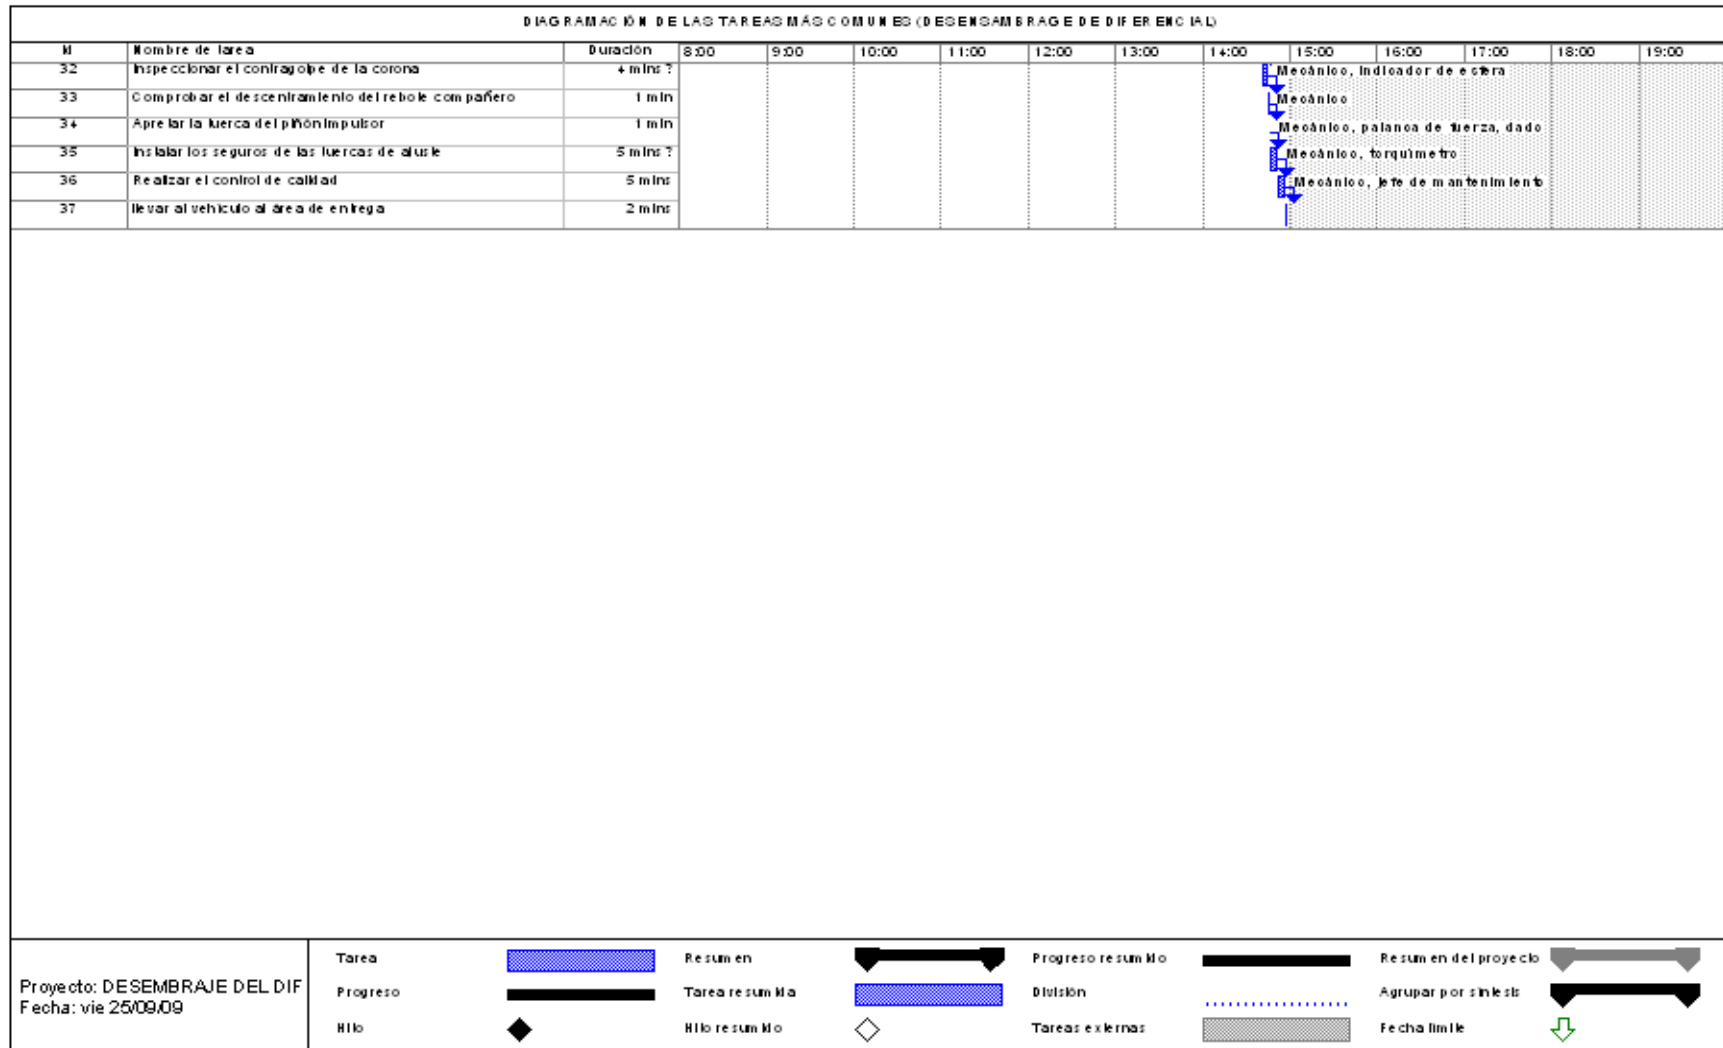 DIAGRAMACIÓN DE LAS TAREAS MÁS COMUNES (DESENSAMBRAGE DE DIFERENCIAL)
Id Nombre de tarea Duración 8:00 9:00 10:00 11:00 12:00 13:00 14:00 15:00 16:00 17:00 18:00 19:00
32 Inspeccionar el contragolpe de la corona 4 mins ? Mecánico, indicador de esfera
33 Comprobar el descentramiento del rebote compañero 1 min Mecánico
34 Apretar la tuerca del piñón impulsor 1 min Mecánico, palanca de fuerza, dado
35 Instalar los seguros de las tuercas de ajuste 5 mins ? Mecánico, torquímetro
36 Realizar el control de calidad 5 mins Mecánico, jefe de mantenimiento
37 llevar al vehículo al área de entrega 2 mins
Proyecto: DESEMBRAJE DEL DIF
Fecha: vie 25/09/09
Tarea Resumen Progreso resumido Resumen del proyecto
Progreso Tarea resumida División Agrupar por síntesis
Hito Hito resumido Tareas externas Fecha límite